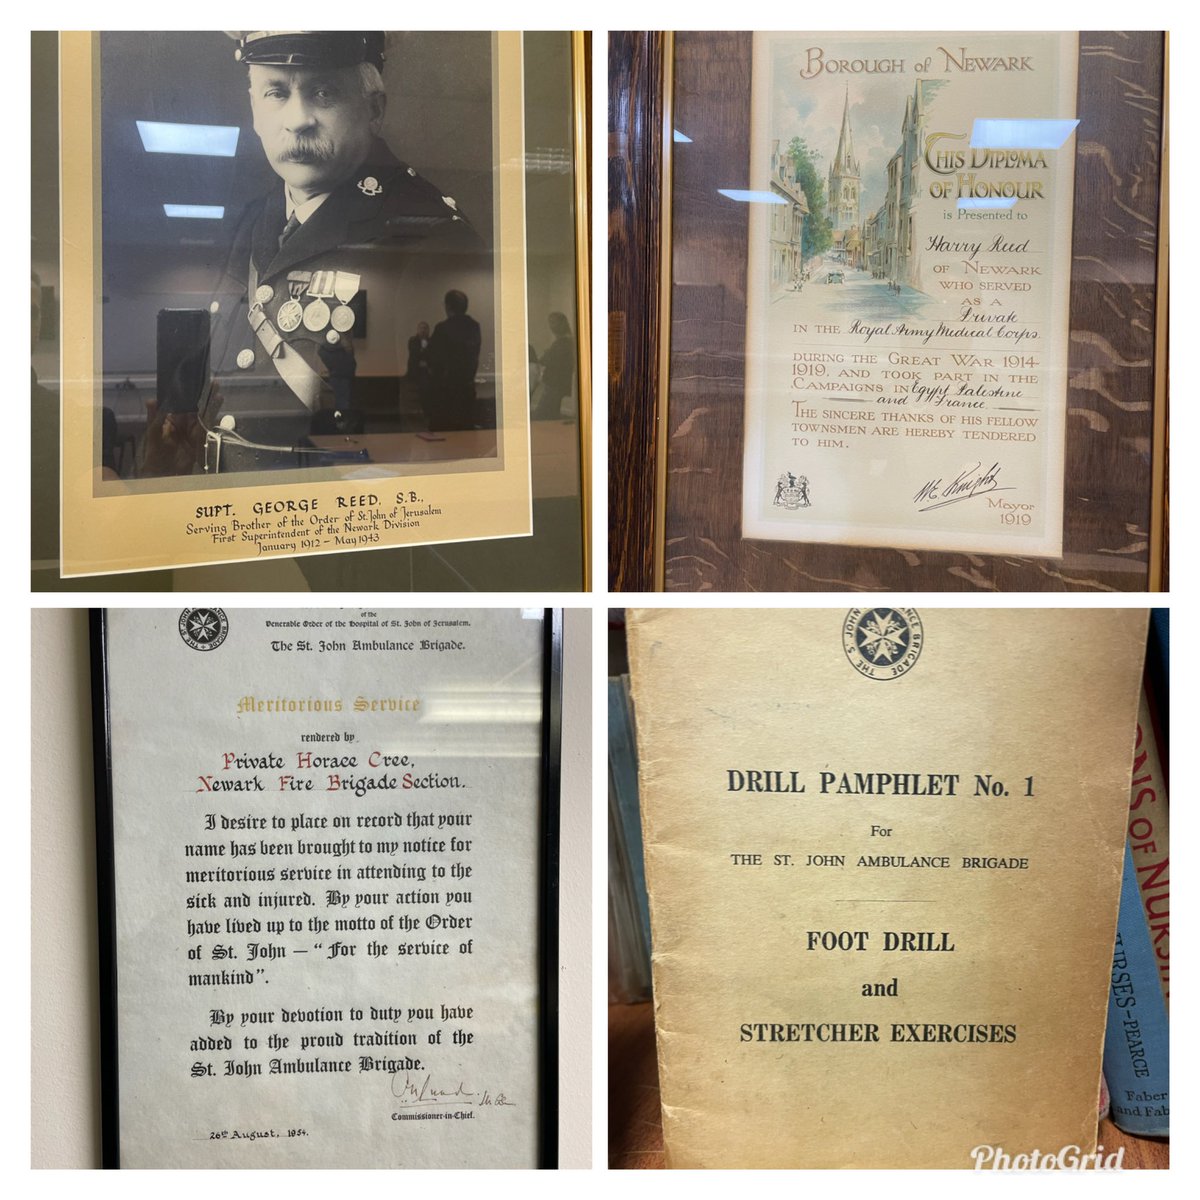 SUPT. GEORGE REED, S.B.,
Serving Brother of the Order of St. John of Jerusalem
First Superintendent of the Newark Division
January 1912 – May 1943
BOROUGH of NEWARK
THIS DIPLOMA
OF HONOUR
is Presented to
Harry Reed
OF NEWARK
WHO SERVED
AS A
Private
IN THE Royal Army Medical Corps.
DURING THE GREAT WAR 1914-
1919, AND TOOK PART IN THE
CAMPAIGNS IN Egypt Palestine
and France.
THE SINCERE THANKS OF HIS FELLOW
TOWNSMEN ARE HEREBY TENDERED
TO HIM.
WE Knight
Mayor
1919
of the
Venerable Order of the Hospital of St. John of Jerusalem.
The St. John Ambulance Brigade.
Meritorious Service
rendered by
Private Horace Cree,
Newark Fire Brigade Section.
I desire to place on record that your
name has been brought to my notice for
meritorious service in attending to the
sick and injured. By your action you
have lived up to the motto of the Order
of St. John — "For the service of
mankind".
By your devotion to duty you have
added to the proud tradition of the
St. John Ambulance Brigade.
Commissioner-in-Chief.
26th August, 1954.
THE ST. JOHN AMBULANCE BRIGADE
DRILL PAMPHLET No. 1
For
THE ST. JOHN AMBULANCE BRIGADE
FOOT DRILL
and
STRETCHER EXERCISES
ONS OF NURSIN
URSES–PEARCE
Faber
and Fab
PhotoGrid